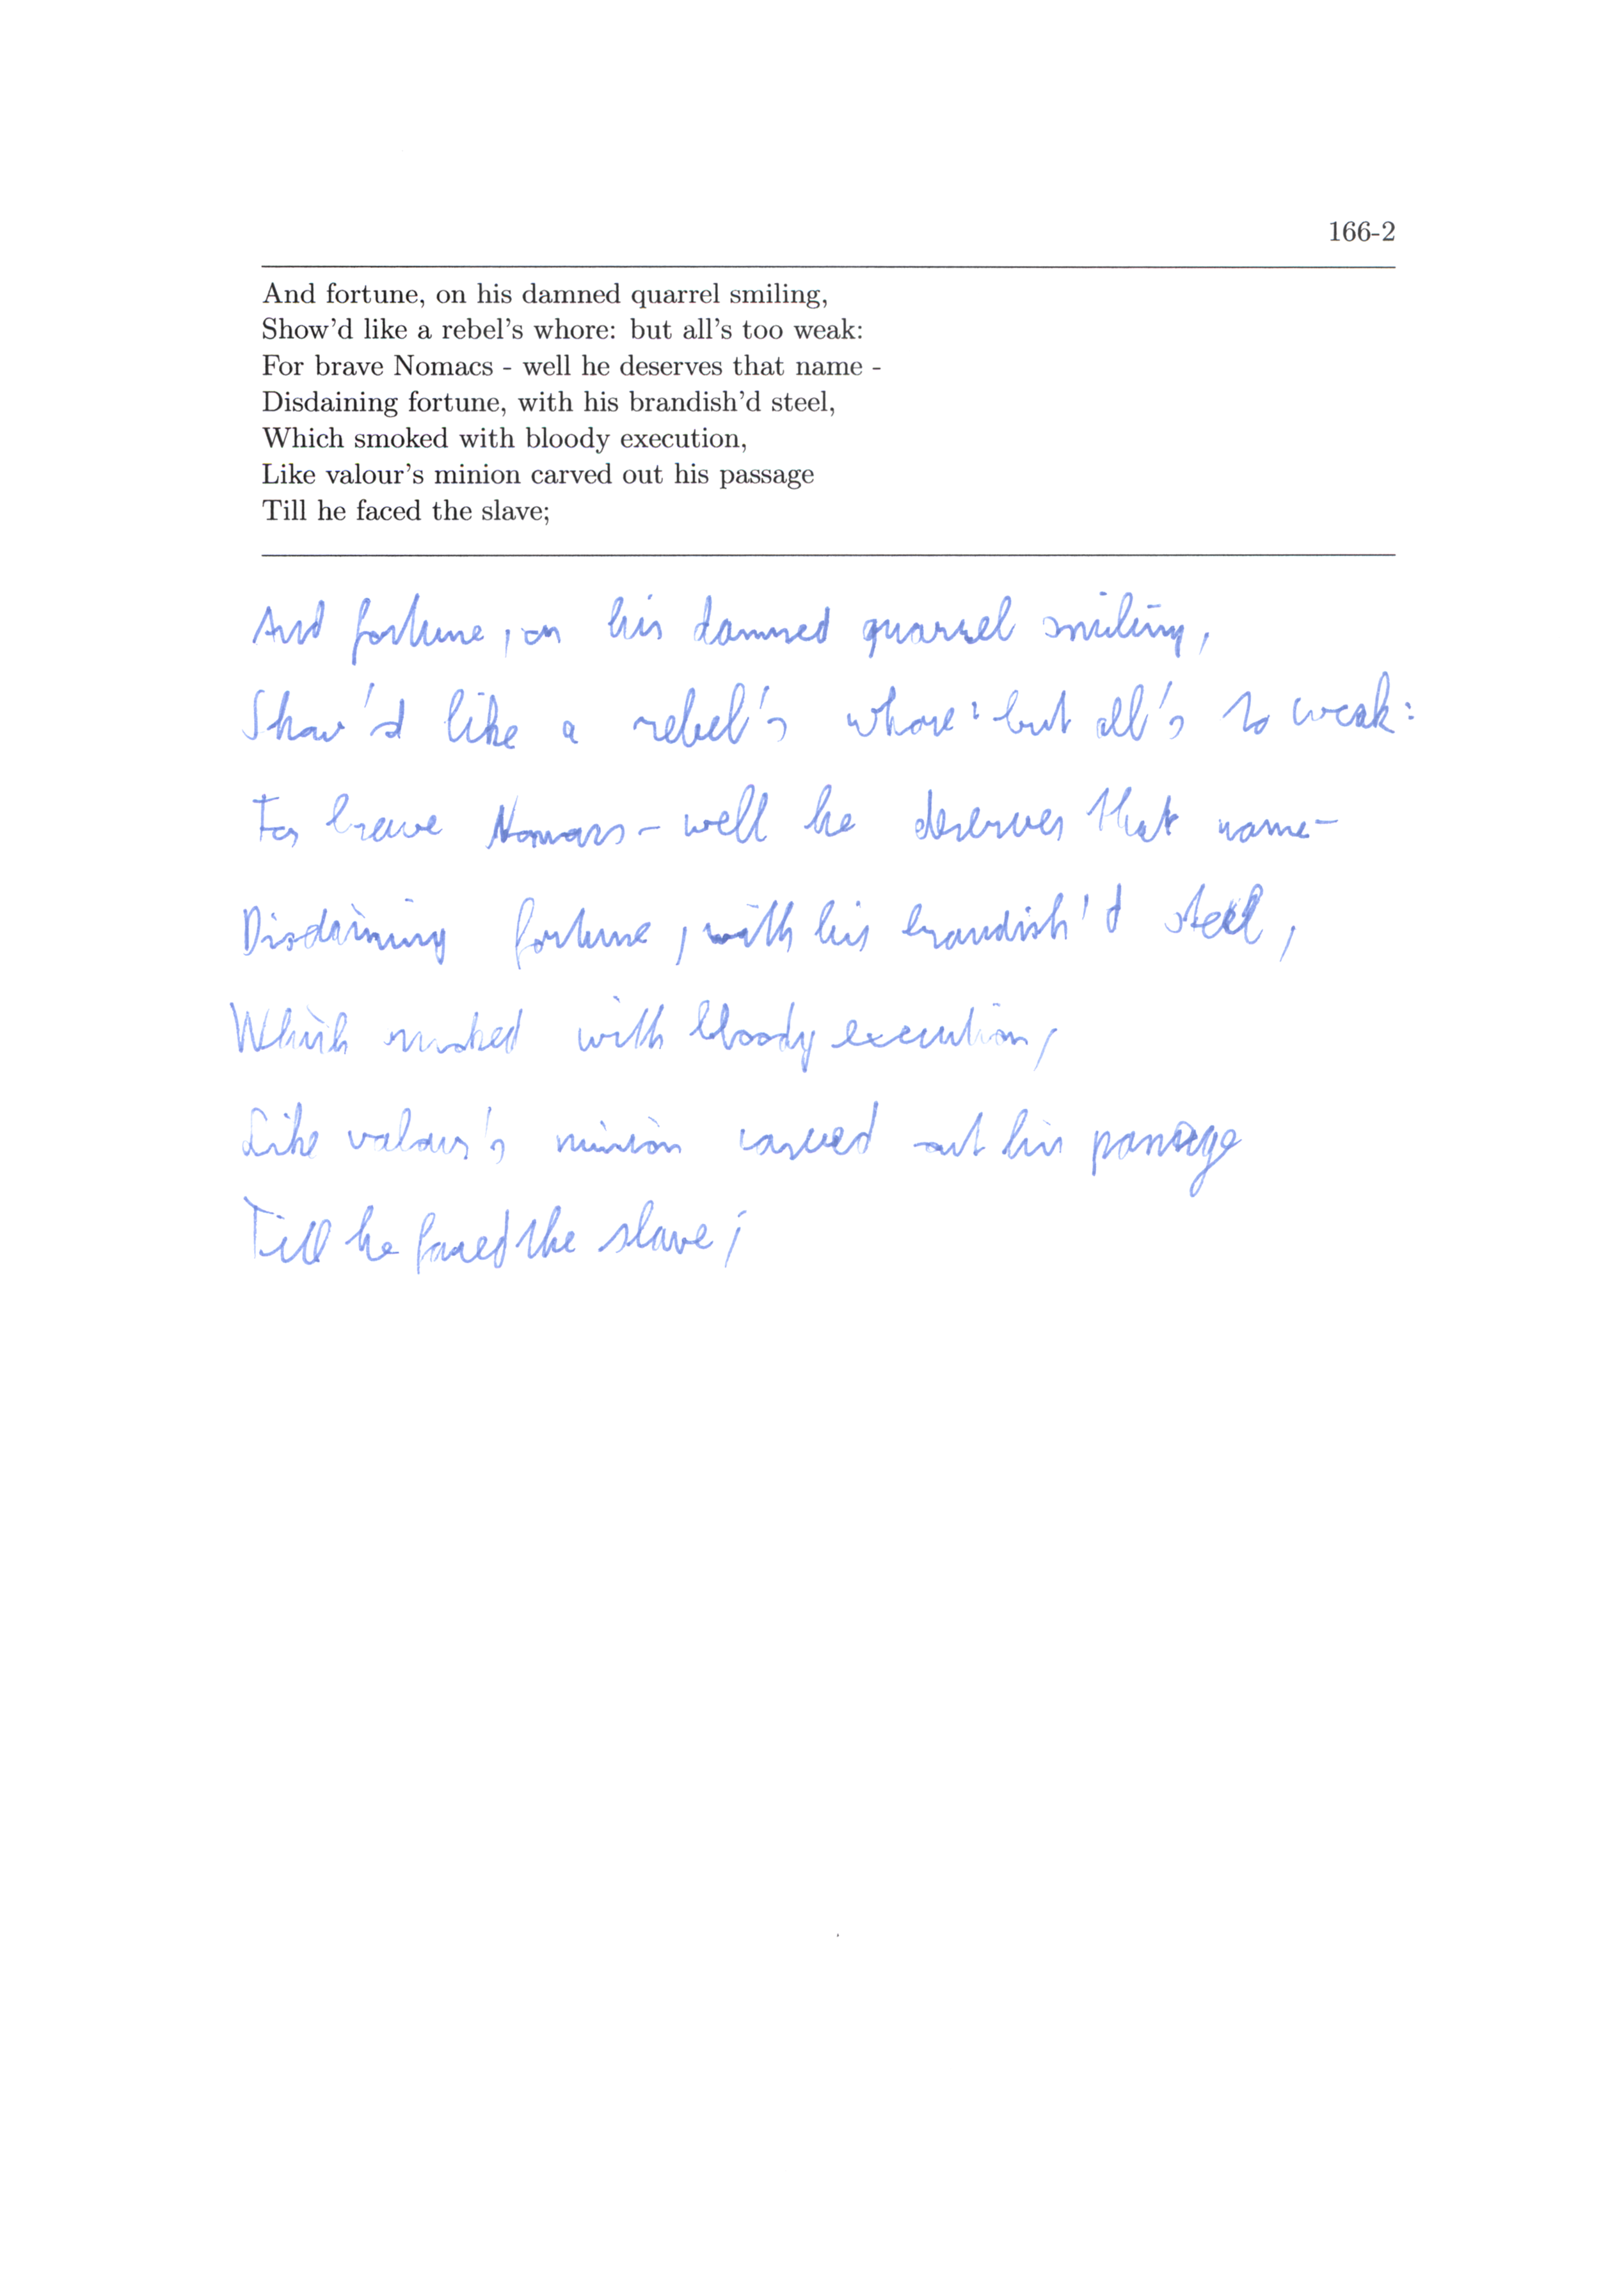 166-2
And fortune, on his damned quarrel smiling,
Show'd like a rebel's whore: but all's too weak:
For brave Nomacs - well he deserves that name -
Disdaining fortune, with his brandish'd steel,
Which smoked with bloody execution,
Like valour's minion carved out his passage
Till he faced the slave;
And fortune, on his damned quarrel smiling,
Show'd like a rebel's whore: but all's to weak:
For brave Nomacs - well he deserves that name -
Disdaining fortune, with his brandish'd steel,
Which smoked with bloody execution,
Like valour's minion carved out his passage
Till he faced the slave;